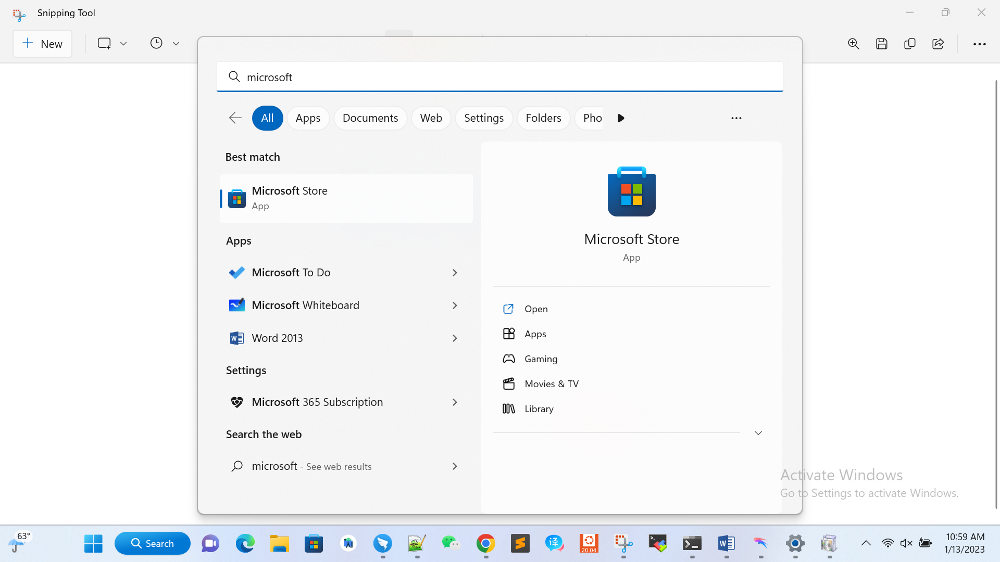 Snipping Tool
New
microsoft
All
Apps
Documents
Web
Settings
Folders
Pho
Best match
Microsoft Store
App
Apps
Microsoft To Do
Microsoft Whiteboard
Word 2013
Settings
Microsoft 365 Subscription
Search the web
microsoft - See web results
Microsoft Store
App
Open
Apps
Gaming
Movies & TV
Library
Activate Windows
Go to Settings to activate Windows.
63°
Search
译
20.04
10:59 AM
1/13/2023